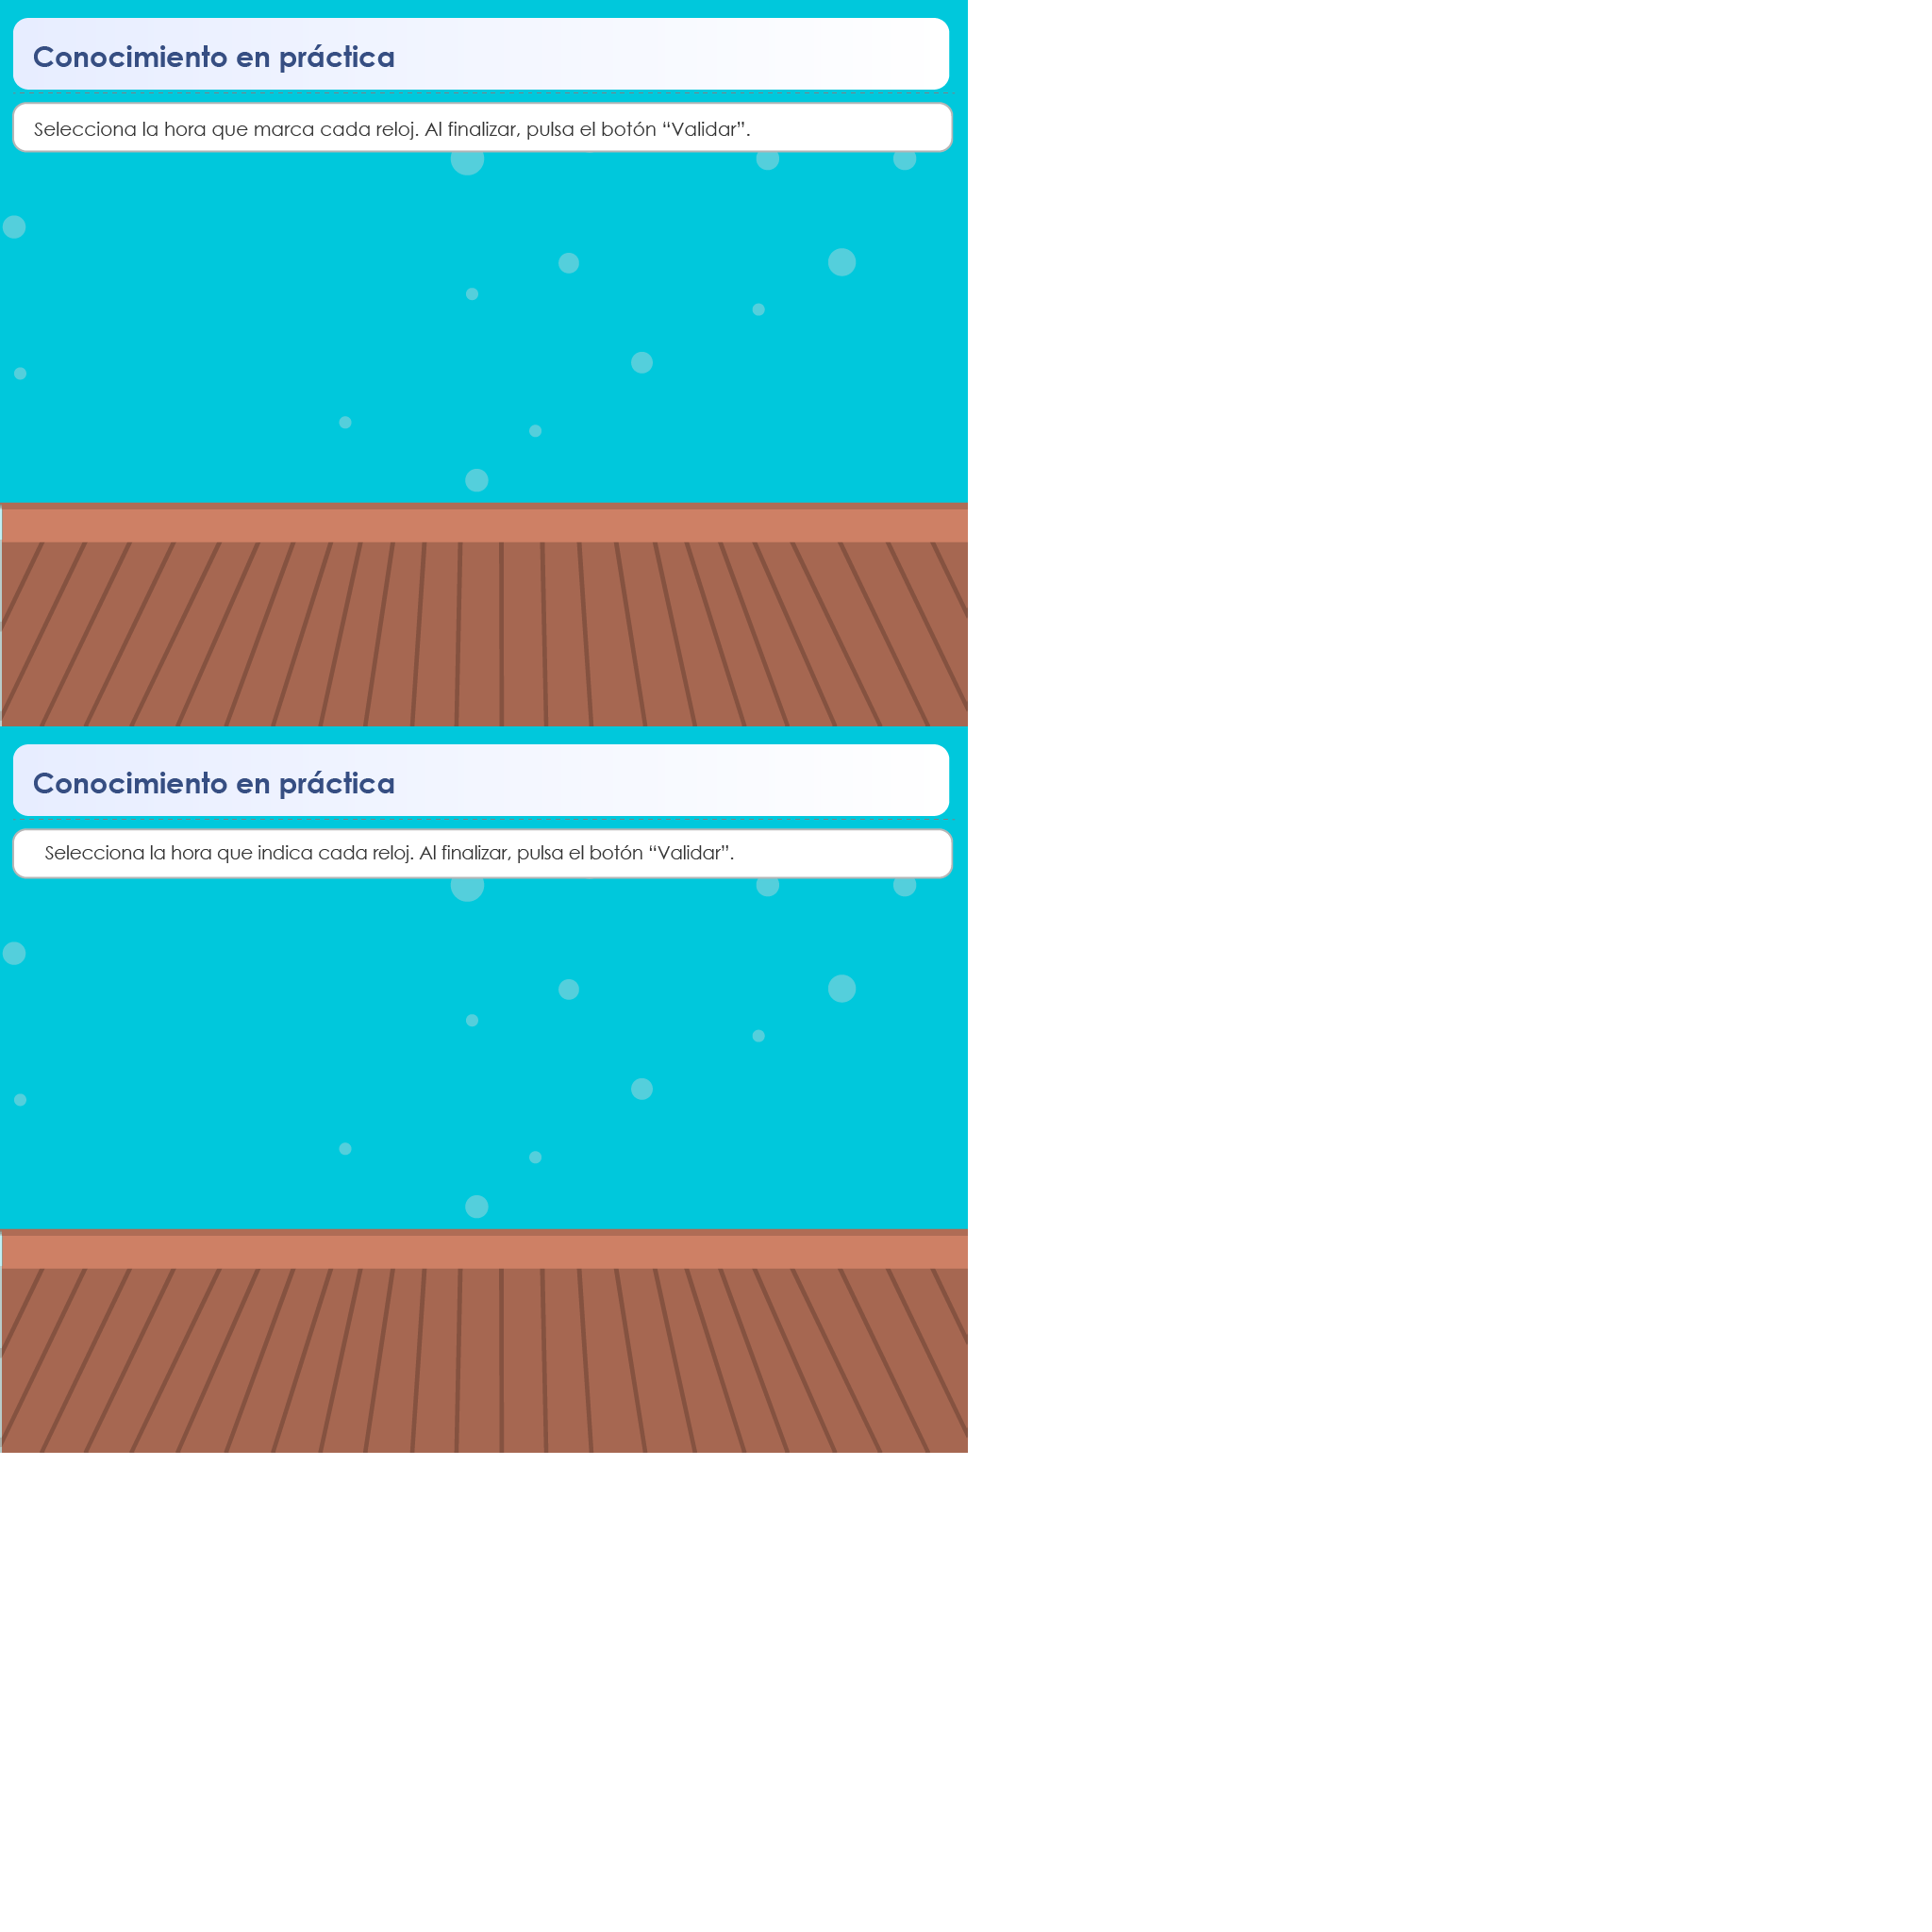 Conocimiento en práctica
Selecciona la hora que marca cada reloj. Al finalizar, pulsa el botón “Validar”.
Conocimiento en práctica
Selecciona la hora que indica cada reloj. Al finalizar, pulsa el botón “Validar”.